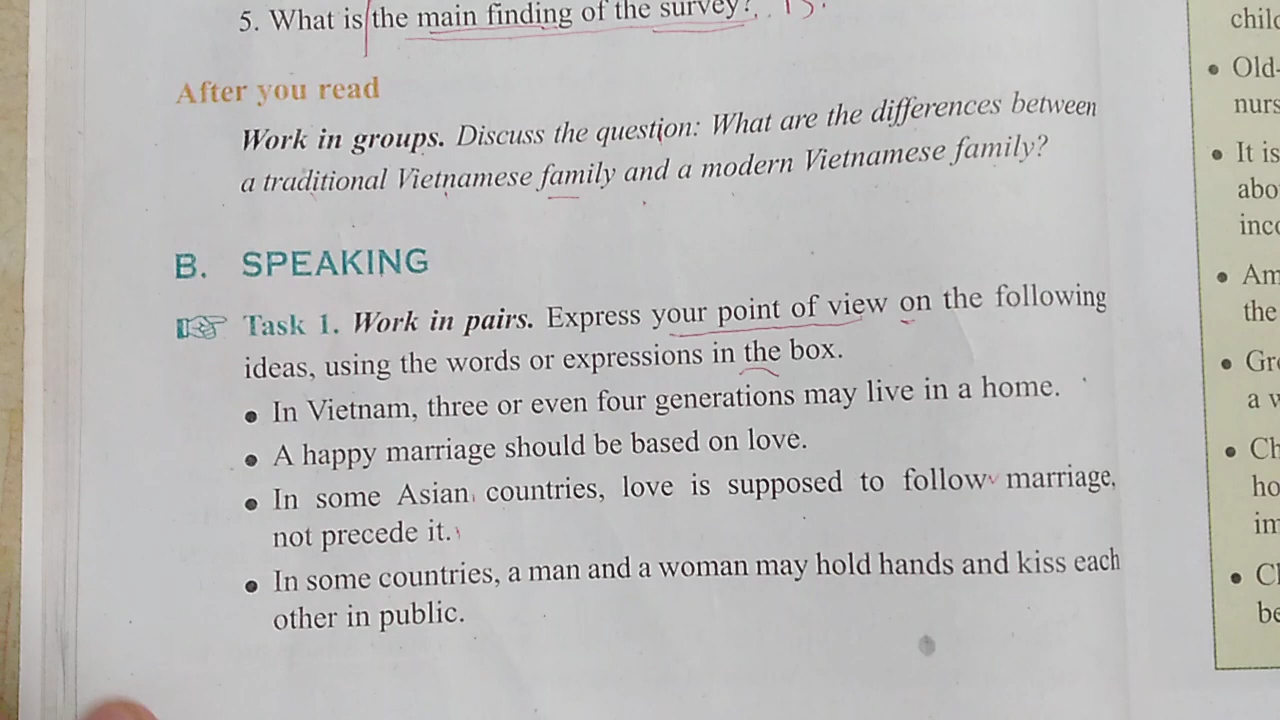 5. What is the main finding of the survey?
After you read
Work in groups. Discuss the question: What are the differences between
a traditional Vietnamese family and a modern Vietnamese family?
B. SPEAKING
Task 1. Work in pairs. Express your point of view on the following
ideas, using the words or expressions in the box.
• In Vietnam, three or even four generations may live in a home.
• A happy marriage should be based on love.
• In some Asian countries, love is supposed to follow marriage,
not precede it.
• In some countries, a man and a woman may hold hands and kiss each
other in public.
• Old-
• It is
• Am
the
a